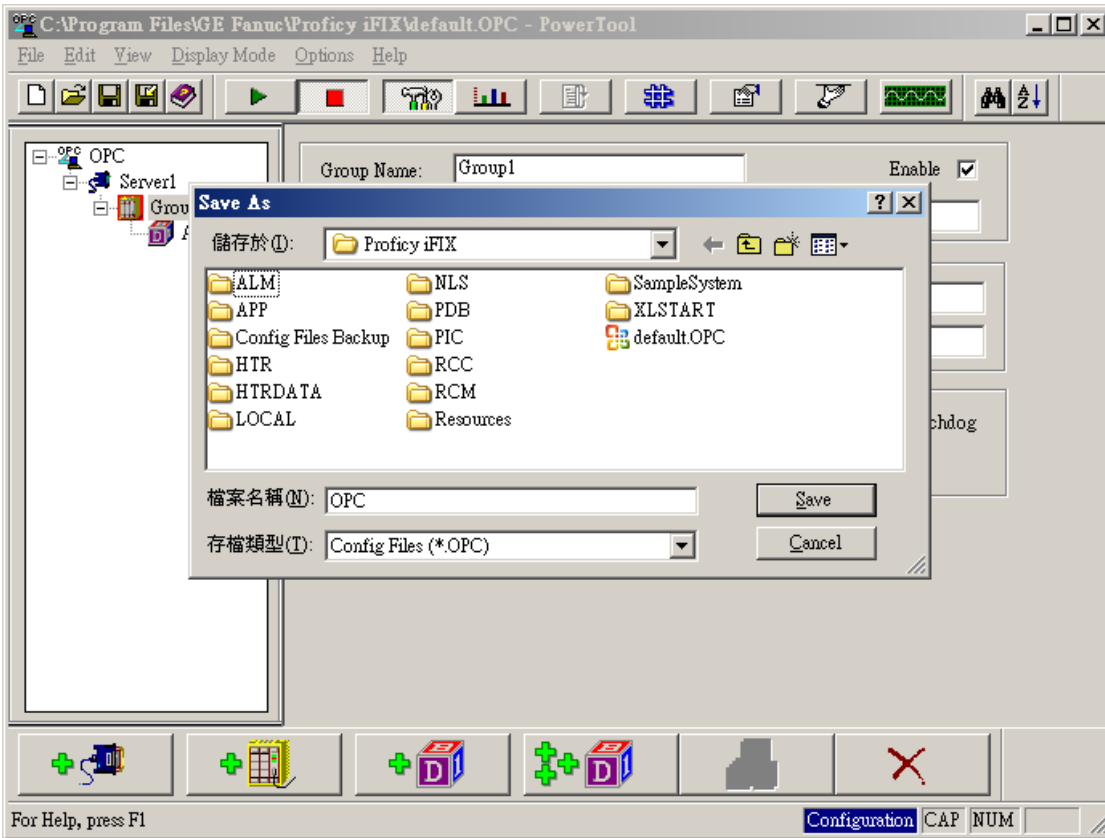 C:\Program Files\GE Fanuc\Proficy iFIX\default.OPC - PowerTool
File Edit View Display Mode Options Help
OPC
Server1
Grou
Group Name: Group1 Enable
Save As
儲存於(I): Proficy iFIX
ALM NLS SampleSystem
APP PDB XLSTART
Config Files Backup PIC default.OPC
HTR RCC
HTRDATA RCM
LOCAL Resources
chdog
檔案名稱(N): OPC Save
存檔類型(T): Config Files (*.OPC) Cancel
For Help, press F1 Configuration CAP NUM